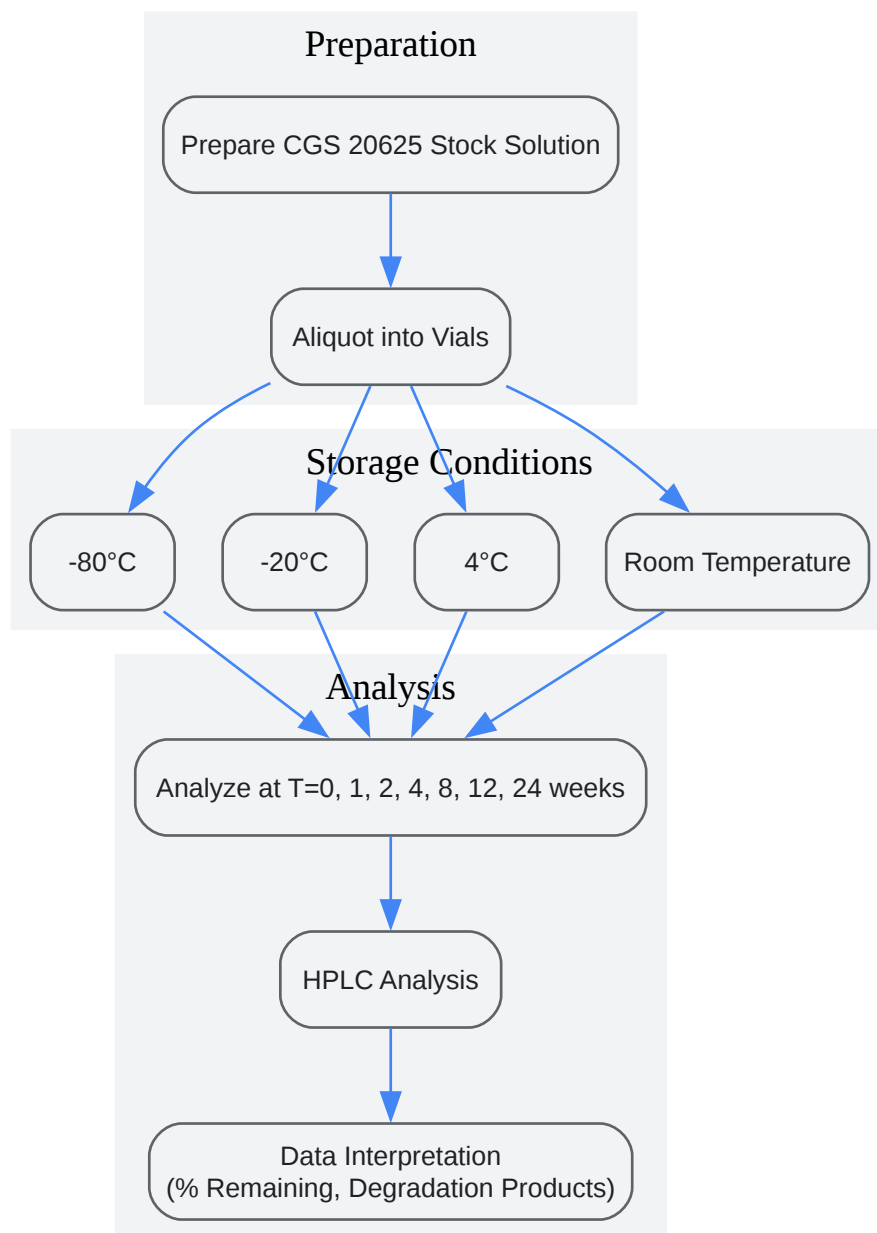 Preparation
Prepare CGS 20625 Stock Solution
Aliquot into Vials
Storage Conditions
-80°C
-20°C
4°C
Room Temperature
Analysis
Analyze at T=0, 1, 2, 4, 8, 12, 24 weeks
HPLC Analysis
Data Interpretation
(% Remaining, Degradation Products)